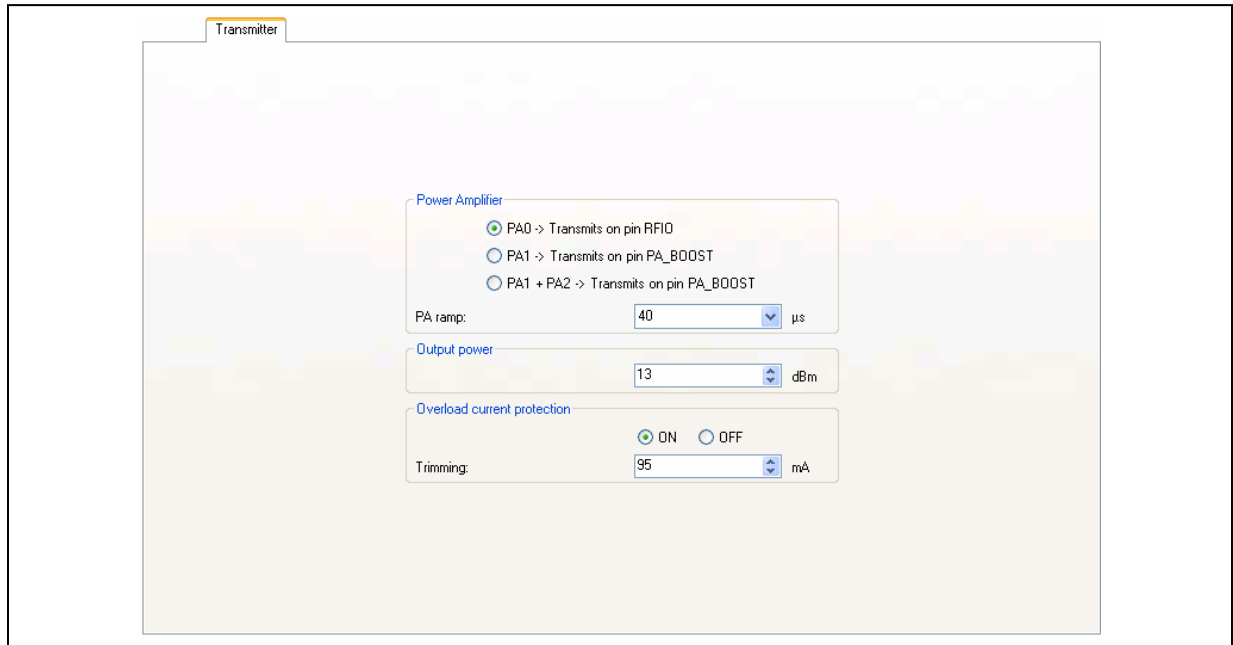 Transmitter
Power Amplifier
PA0 -> Transmits on pin RFIO
PA1 -> Transmits on pin PA_BOOST
PA1 + PA2 -> Transmits on pin PA_BOOST
PA ramp: 40 µs
Output power
13 dBm
Overload current protection
ON OFF
Trimming: 95 mA